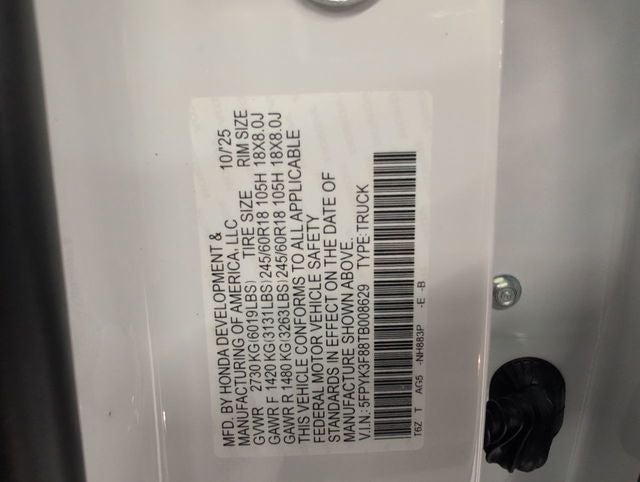 MFD. BY HONDA DEVELOPMENT & 10/'25
MANUFACTURING OF AMERICA, LLC
GVWR 2730 KG(6019LBS) TIRE SIZE RIM SIZE
GAWR F 1420 KG(3131LBS) 245/60R18 105H 18X8.0J
GAWR R 1480 KG(3263LBS) 245/60R18 105H 18X8.0J
THIS VEHICLE CONFORMS TO ALL APPLICABLE
FEDERAL MOTOR VEHICLE SAFETY
STANDARDS IN EFFECT ON THE DATE OF
MANUFACTURE SHOWN ABOVE.
V.I.N.: 5FPYK3F88TB008629 TYPE:TRUCK
T6Z T AG5 -NH883P -E -B